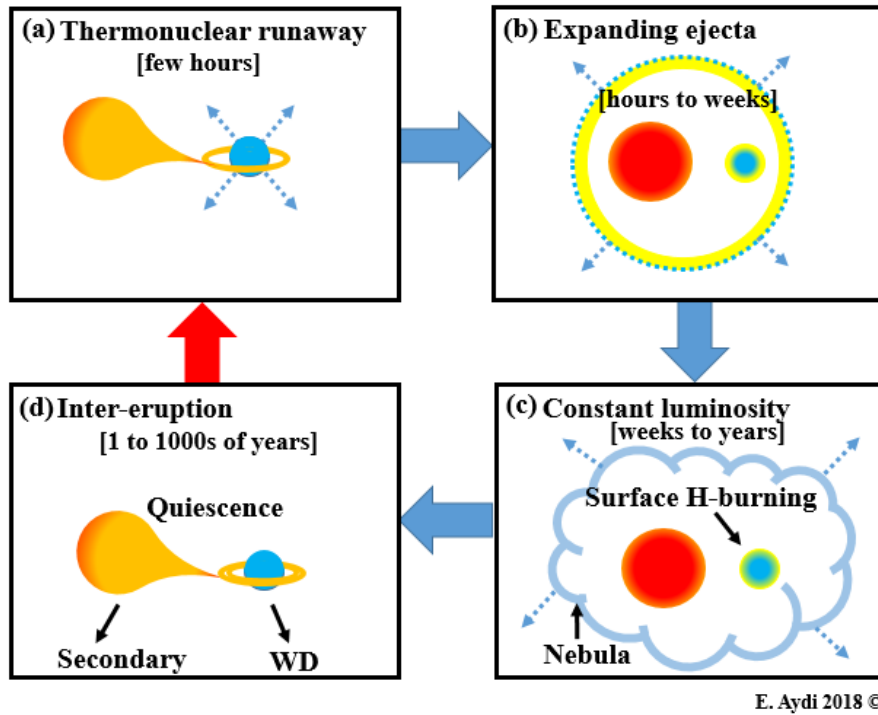 (a) Thermonuclear runaway
[few hours]
(b) Expanding ejecta
[hours to weeks]
(c) Constant luminosity
[weeks to years]
Surface H-burning
Nebula
(d) Inter-eruption
[1 to 1000s of years]
Quiescence
Secondary
WD
E. Aydi 2018 ©